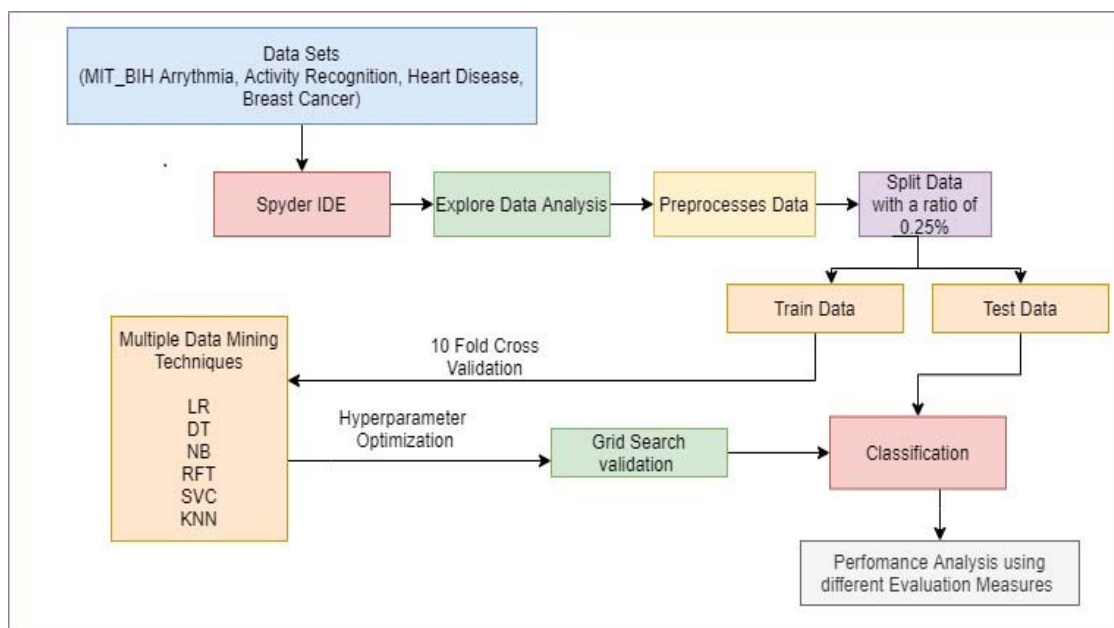 Data Sets
(MIT_BIH Arrythmia, Activity Recognition, Heart Disease,
Breast Cancer)
Spyder IDE
Explore Data Analysis
Preprocesses Data
Split Data
with a ratio of
0.25%
Train Data
Test Data
10 Fold Cross
Validation
Multiple Data Mining
Techniques
LR
DT
NB
RFT
SVC
KNN
Hyperparameter
Optimization
Grid Search
validation
Classification
Perfomance Analysis using
different Evaluation Measures